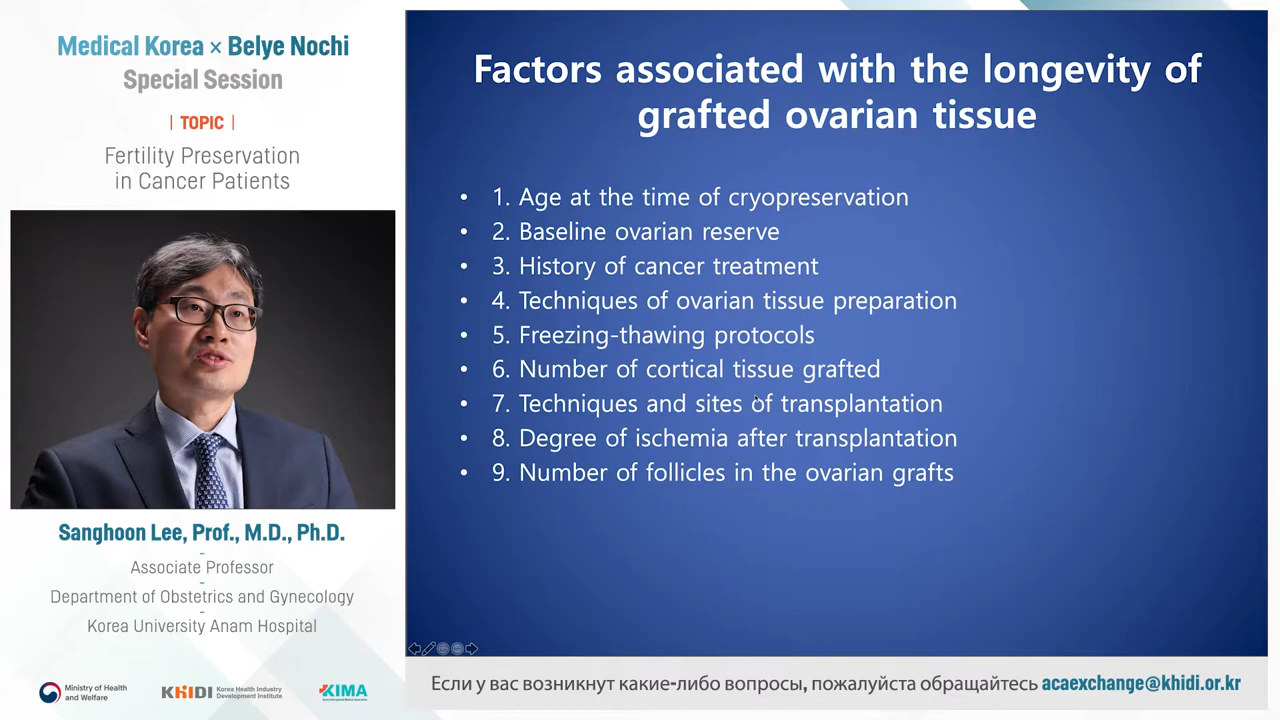 Medical Korea × Belye Nochi
Special Session
| TOPIC |
Fertility Preservation
in Cancer Patients
Sanghoon Lee, Prof., M.D., Ph.D.
-
Associate Professor
-
Department of Obstetrics and Gynecology
-
Korea University Anam Hospital
Ministry of Health
and Welfare
KHIDI
Korea Health Industry
Development Institute
KIMA
Factors associated with the longevity of
grafted ovarian tissue
• 1. Age at the time of cryopreservation
• 2. Baseline ovarian reserve
• 3. History of cancer treatment
• 4. Techniques of ovarian tissue preparation
• 5. Freezing-thawing protocols
• 6. Number of cortical tissue grafted
• 7. Techniques and sites of transplantation
• 8. Degree of ischemia after transplantation
• 9. Number of follicles in the ovarian grafts
Если у вас возникнут какие-либо вопросы, пожалуйста обращайтесь acaexchange@khidi.or.kr